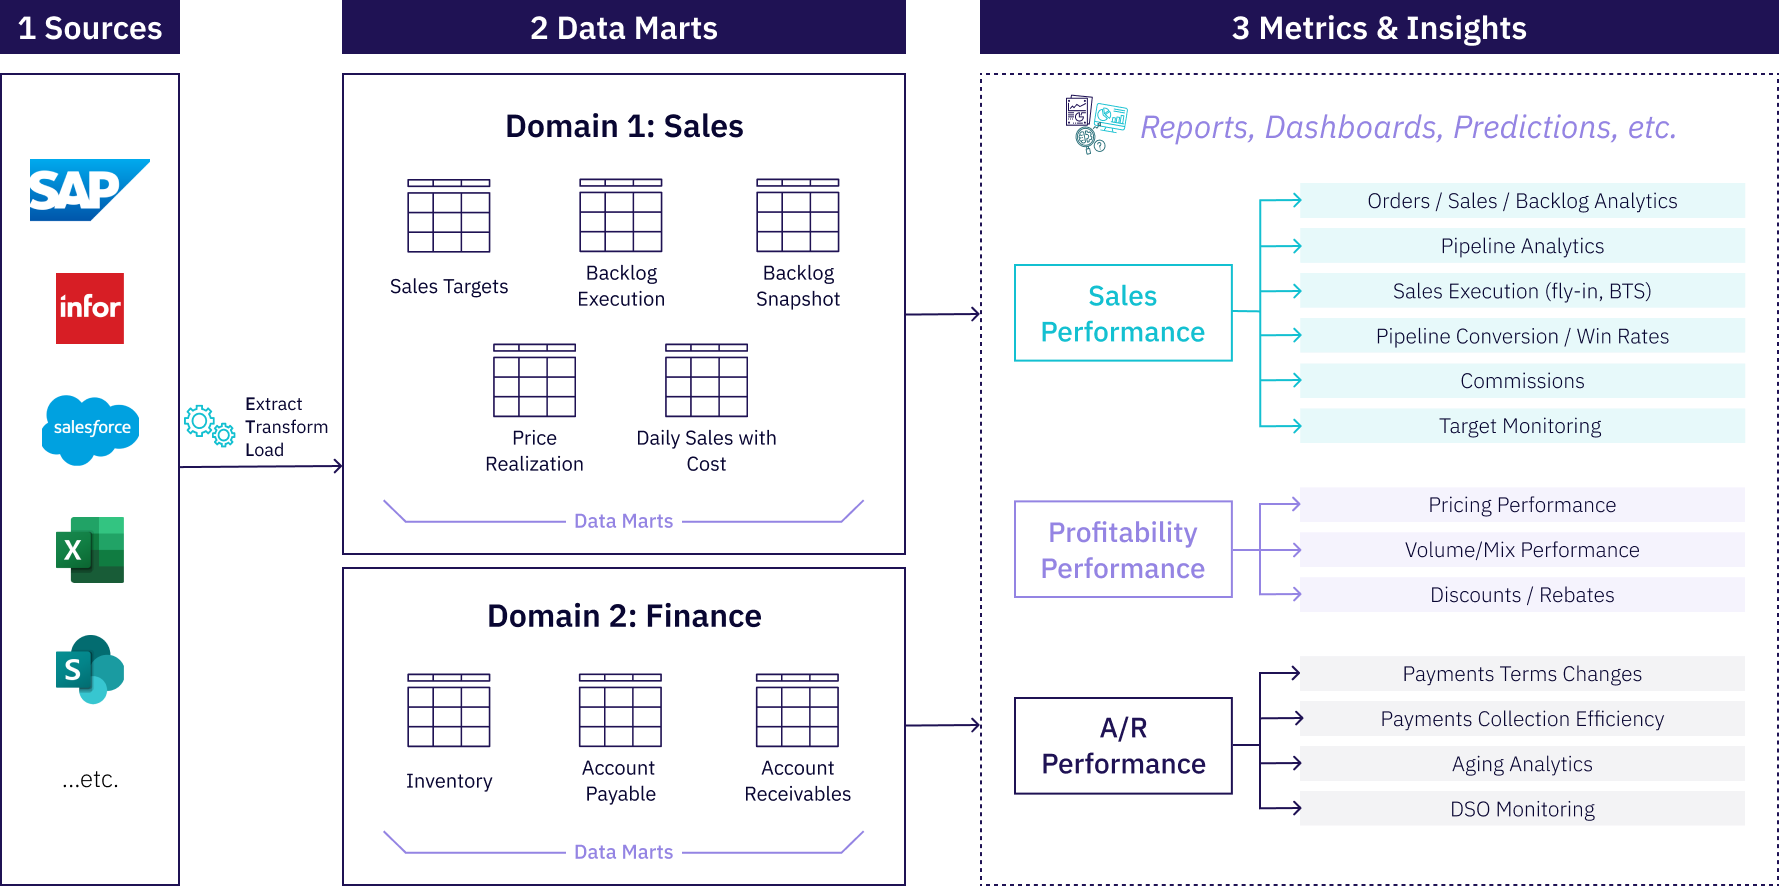 1 Sources
2 Data Marts
3 Metrics & Insights
SAP
infor
salesforce
X
S
...etc.
Extract
Transform
Load
Domain 1: Sales
Sales Targets
Backlog
Execution
Backlog
Snapshot
Price
Realization
Daily Sales with
Cost
Data Marts
Domain 2: Finance
Inventory
Account
Payable
Account
Receivables
Data Marts
Reports, Dashboards, Predictions, etc.
Sales
Performance
Orders / Sales / Backlog Analytics
Pipeline Analytics
Sales Execution (fly-in, BTS)
Pipeline Conversion / Win Rates
Commissions
Target Monitoring
Profitability
Performance
Pricing Performance
Volume/Mix Performance
Discounts / Rebates
A/R
Performance
Payments Terms Changes
Payments Collection Efficiency
Aging Analytics
DSO Monitoring